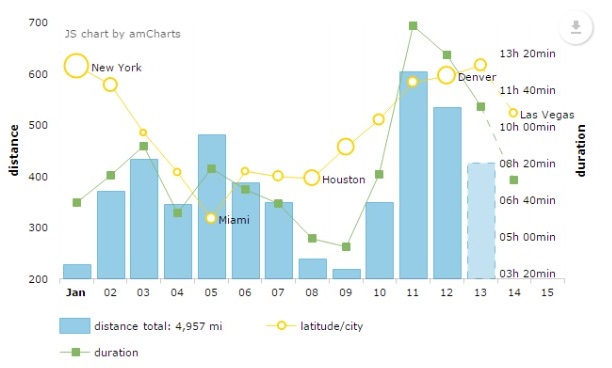 JS chart by amCharts
distance
700
600
500
400
300
200
New York
Miami
Houston
Denver
Las Vegas
13h 20min
11h 40min
10h 00min
08h 20min
06h 40min
05h 00min
03h 20min
duration
Jan 02 03 04 05 06 07 08 09 10 11 12 13 14 15
distance total: 4,957 mi latitude/city
duration